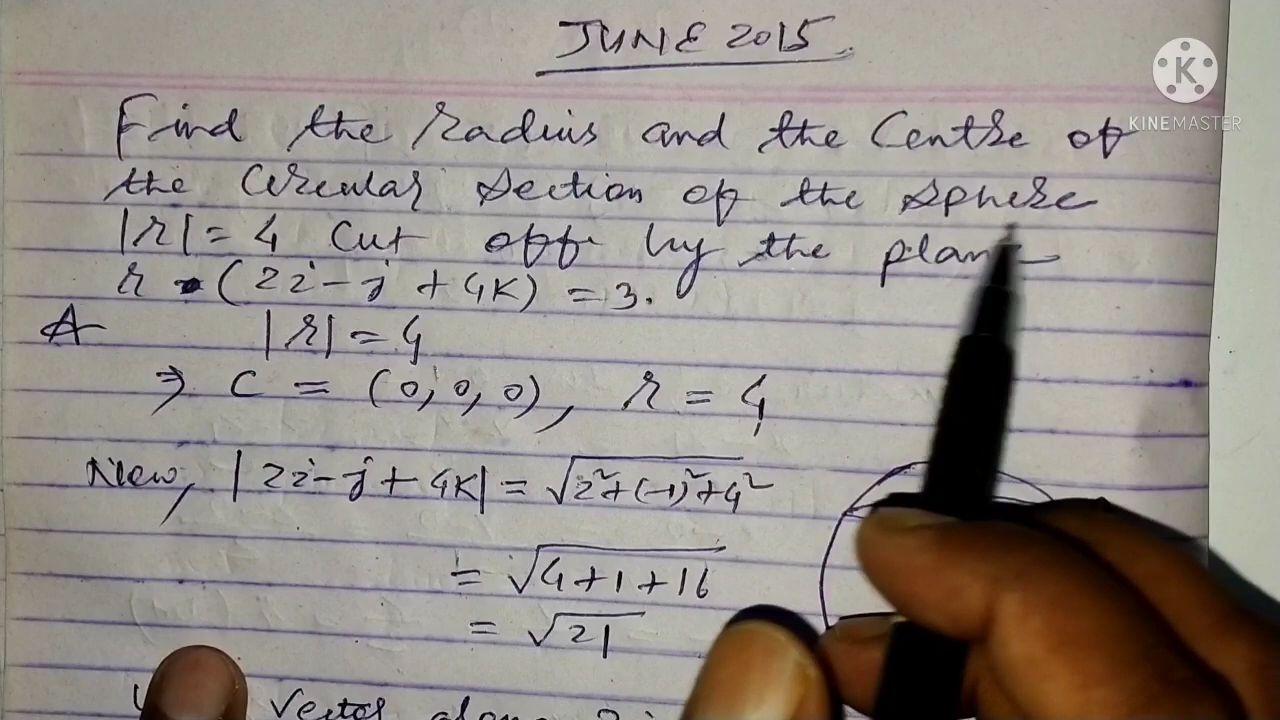 JUNE 2015.
K
KINEMASTER
Find the radius and the Centre of
the Circular Section of the sphere
|r| = 4 cut off by the plane
r • (2i - j + 4k) = 3.
A |r| = 4
⇒ C = (0, 0, 0), r = 4
Now, |2i - j + 4k| = √2²+(-1)²+4²
= √4+1+16
= √21
Vector along